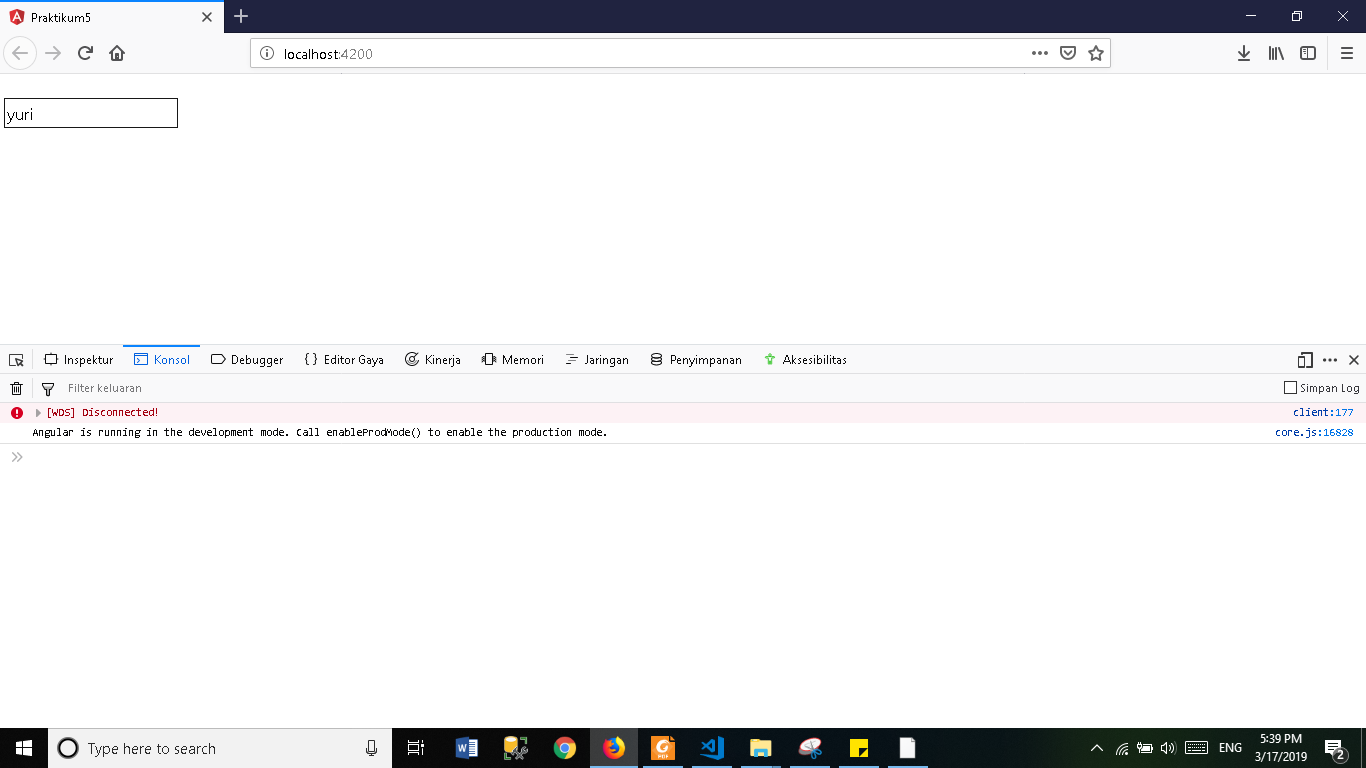 Praktikum5
localhost:4200
yuri
Inspektur Konsol Debugger Editor Gaya Kinerja Memori Jaringan Penyimpanan Aksesibilitas
Filter keluaran Simpan Log
[WDS] Disconnected! client:177
Angular is running in the development mode. Call enableProdMode() to enable the production mode. core.js:16828
Type here to search
ENG
5:39 PM
3/17/2019
2
PDF